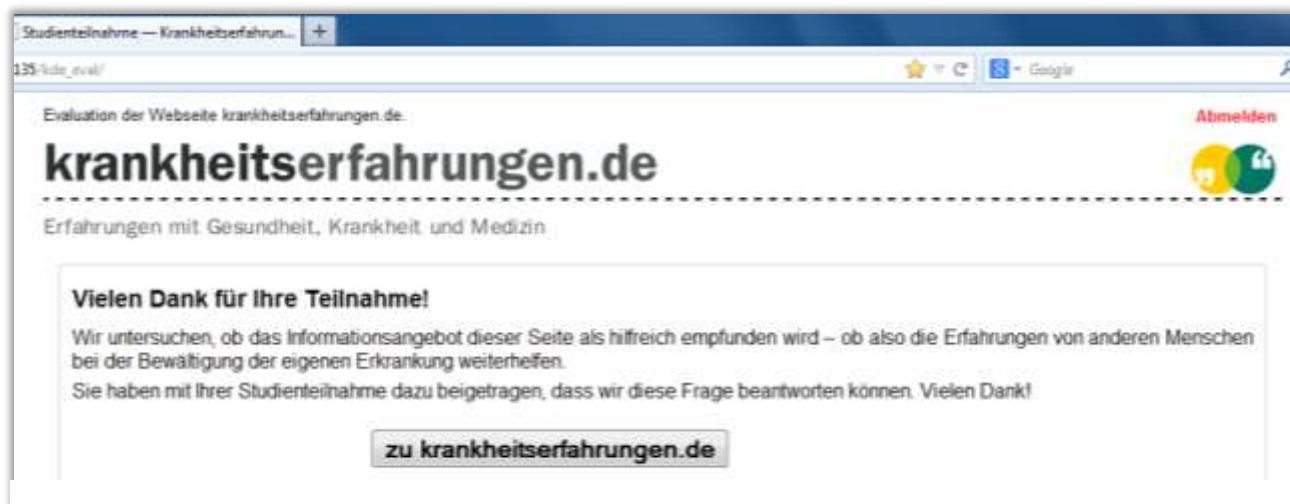 Studienteilnahme — Krankheitserfahrun... +
135/kde_eval/ Google
Evaluation der Webseite krankheitserfahrungen.de. Abmelden
krankheitserfahrungen.de
Erfahrungen mit Gesundheit, Krankheit und Medizin
Vielen Dank für Ihre Teilnahme!
Wir untersuchen, ob das Informationsangebot dieser Seite als hilfreich empfunden wird – ob also die Erfahrungen von anderen Menschen
bei der Bewältigung der eigenen Erkrankung weiterhelfen.
Sie haben mit Ihrer Studienteilnahme dazu beigetragen, dass wir diese Frage beantworten können. Vielen Dank!
zu krankheitserfahrungen.de